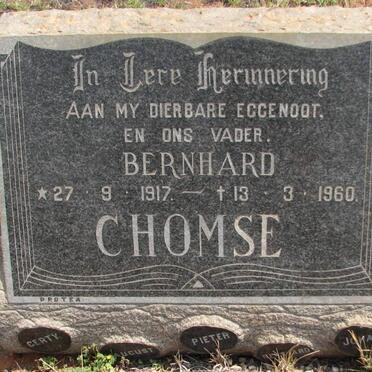 In Lere Herinnering
AAN MY DIERBARE EGGENOOT.
EN ONS VADER.
BERNHARD
*27 · 9 · 1917. — †13 · 3 · 1960.
CHOMSE
PROTEA
GERTY
PIETER